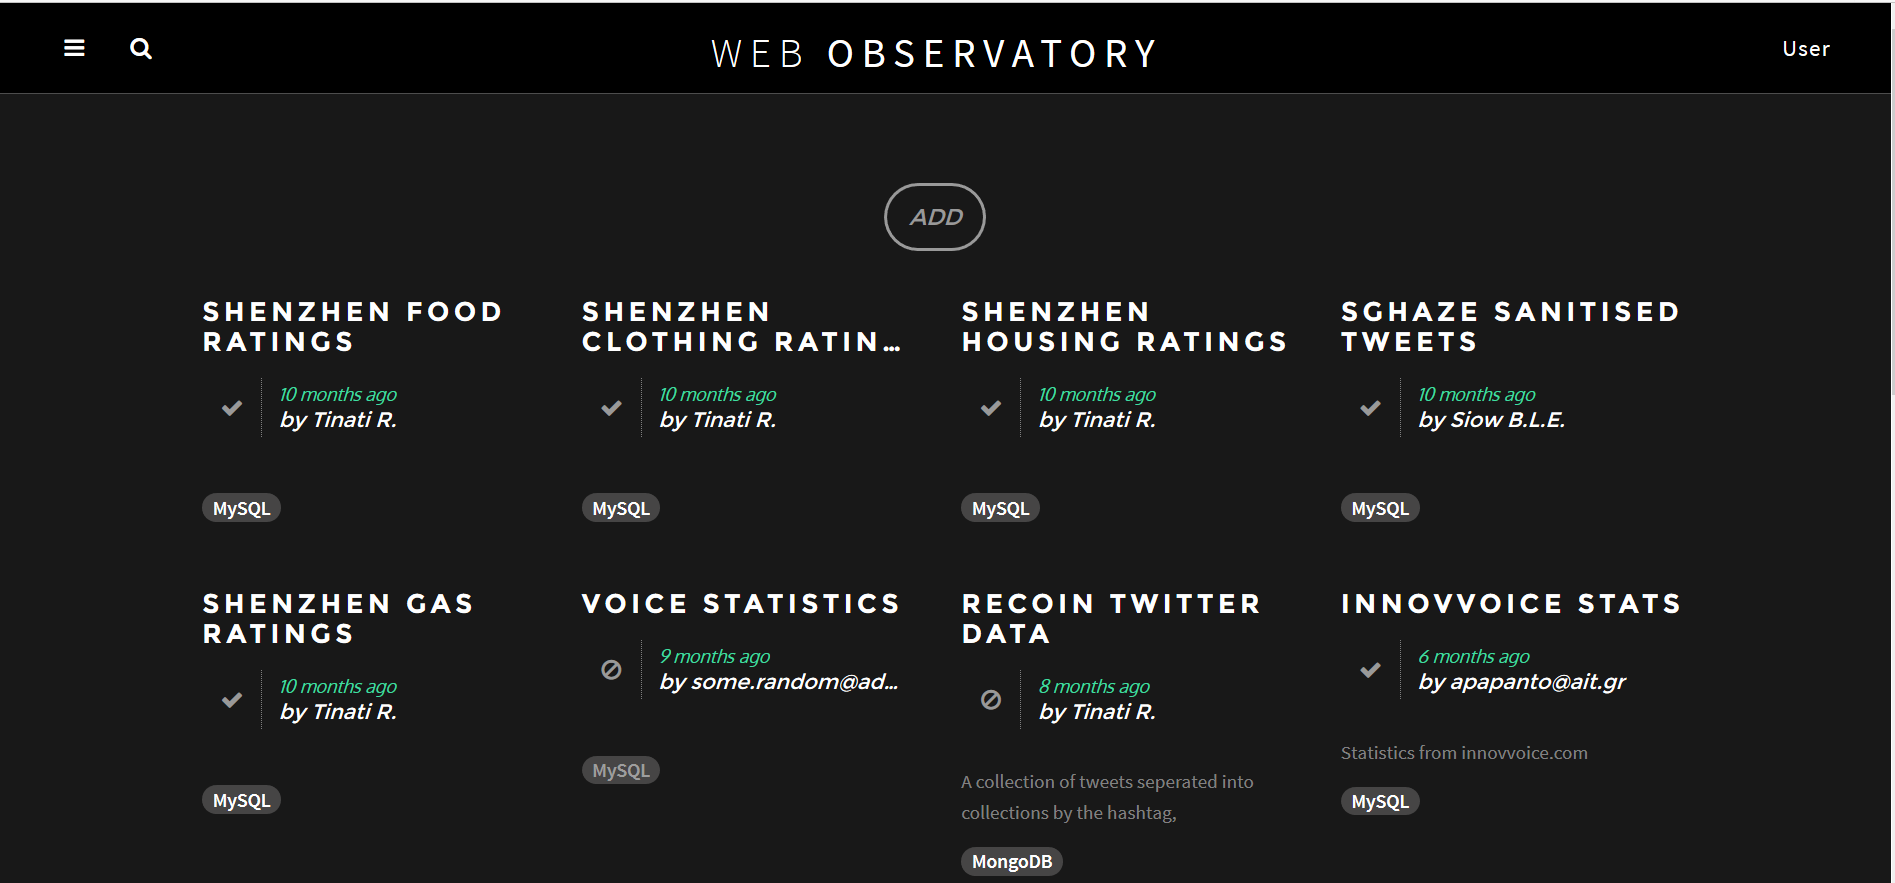 WEB OBSERVATORY
User
ADD
SHENZHEN FOOD
RATINGS
10 months ago
by Tinati R.
MySQL
SHENZHEN
CLOTHING RATIN...
10 months ago
by Tinati R.
MySQL
SHENZHEN
HOUSING RATINGS
10 months ago
by Tinati R.
MySQL
SGHAZE SANITISED
TWEETS
10 months ago
by Siow B.L.E.
MySQL
SHENZHEN GAS
RATINGS
10 months ago
by Tinati R.
MySQL
VOICE STATISTICS
9 months ago
by some.random@ad...
MySQL
RECOIN TWITTER
DATA
8 months ago
by Tinati R.
A collection of tweets seperated into
collections by the hashtag,
MongoDB
INNOVVOICE STATS
6 months ago
by apapanto@ait.gr
Statistics from innovvoice.com
MySQL